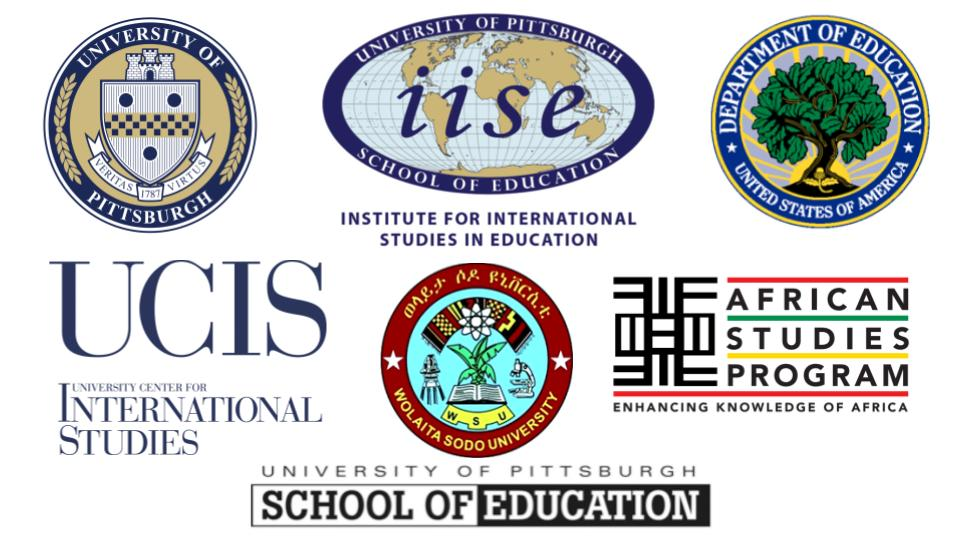 UNIVERSITY OF
PITTSBURGH
VERITAS 1787 VIRTUS
UNIVERSITY OF PITTSBURGH
iise
SCHOOL OF EDUCATION
INSTITUTE FOR INTERNATIONAL
STUDIES IN EDUCATION
DEPARTMENT OF EDUCATION
UNITED STATES OF AMERICA
UCIS
UNIVERSITY CENTER FOR
INTERNATIONAL
STUDIES
ወላይታ ሶዶ ዩኒቨርሲቲ
WSU
WOLAITA SODO UNIVERSITY
AFRICAN
STUDIES
PROGRAM
ENHANCING KNOWLEDGE OF AFRICA
UNIVERSITY OF PITTSBURGH
SCHOOL OF EDUCATION